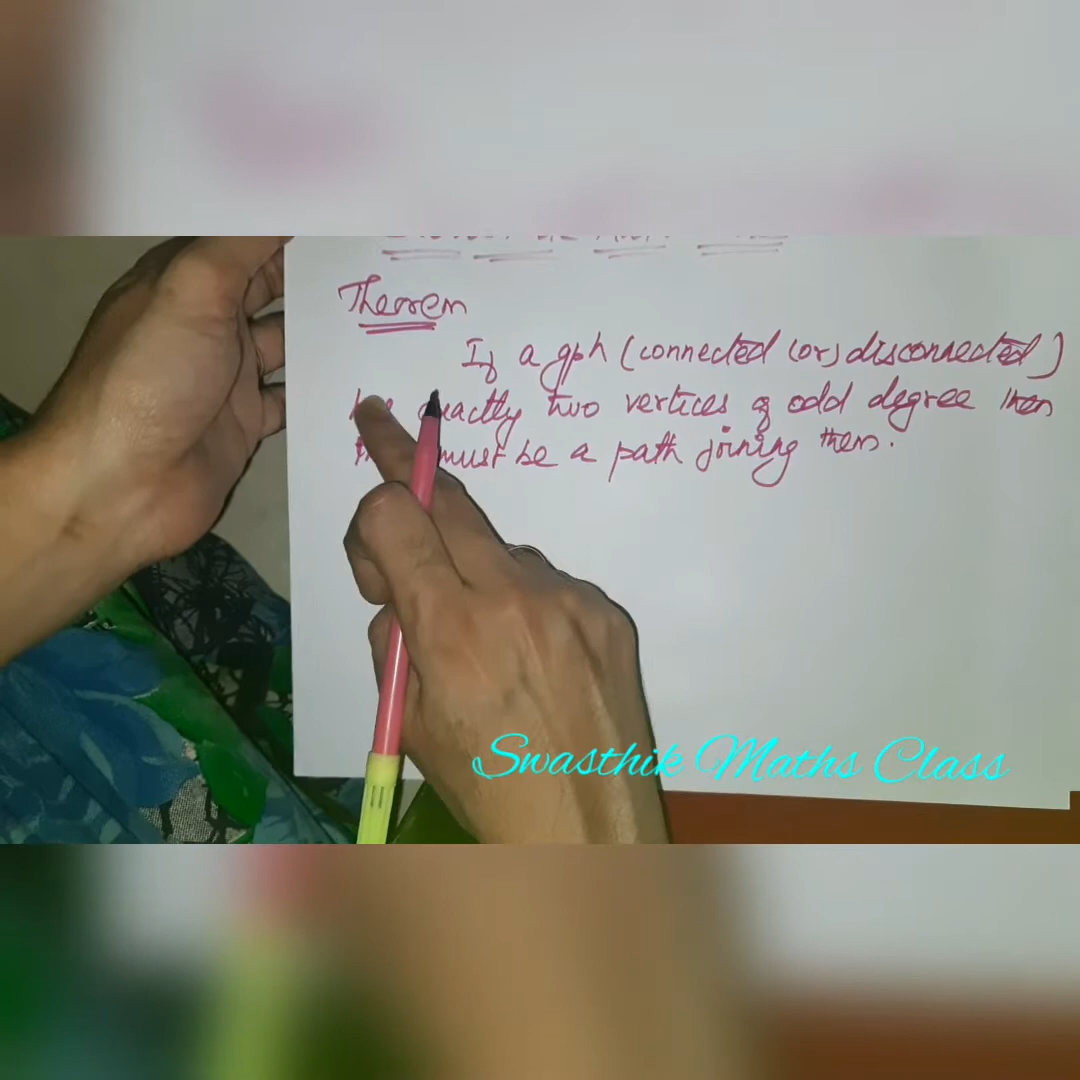 Theorem
If a gph (connected (or) disconnected)
exactly two vertices of odd degree then
must be a path joining them.
Swasthik Maths Class